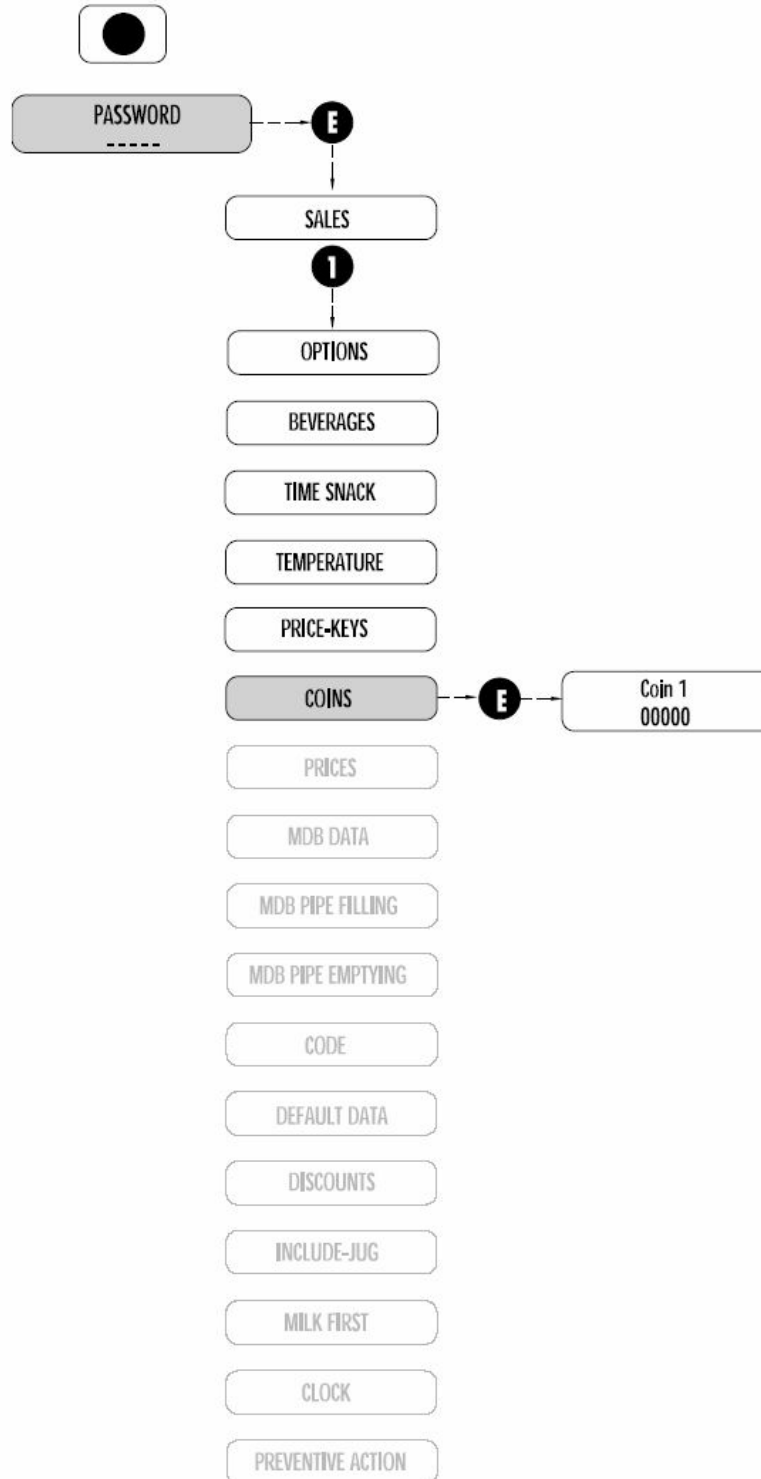 PASSWORD
-----
E
SALES
1
OPTIONS
BEVERAGES
TIME SNACK
TEMPERATURE
PRICE-KEYS
COINS
E
Coin 1
00000
PRICES
MDB DATA
MDB PIPE FILLING
MDB PIPE EMPTYING
CODE
DEFAULT DATA
DISCOUNTS
INCLUDE-JUG
MILK FIRST
CLOCK
PREVENTIVE ACTION